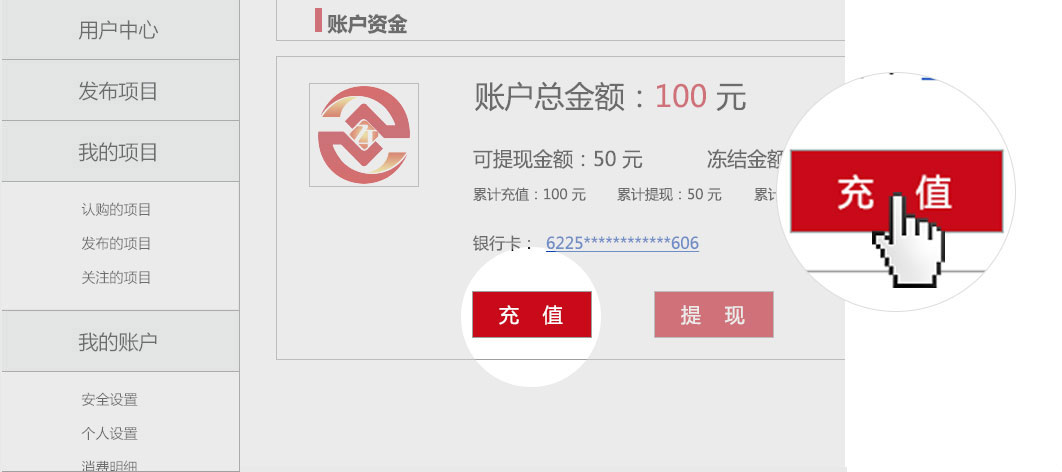 用户中心
发布项目
我的项目
认购的项目
发布的项目
关注的项目
我的账户
安全设置
个人设置
消费明细
账户资金
账户总金额：100 元
可提现金额：50 元 冻结金额
累计充值：100 元 累计提现：50 元 累计
银行卡： 6225************606
充 值 提 现
充 值